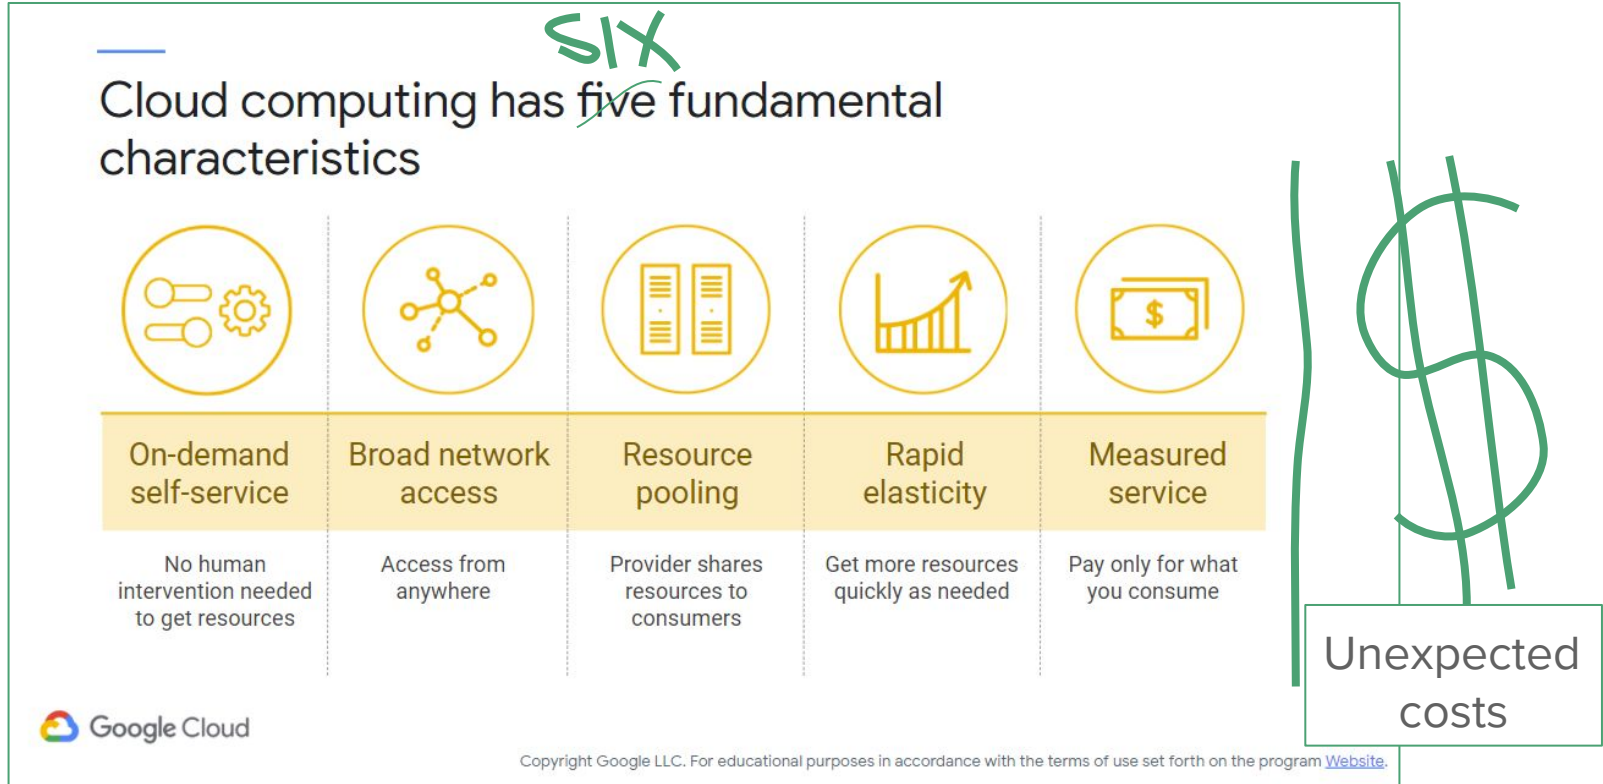 SIX
Cloud computing has five fundamental
characteristics
$
On-demand
self-service
No human
intervention needed
to get resources
Broad network
access
Access from
anywhere
Resource
pooling
Provider shares
resources to
consumers
Rapid
elasticity
Get more resources
quickly as needed
$
Measured
service
Pay only for what
you consume
Unexpected
costs
Google Cloud
Copyright Google LLC. For educational purposes in accordance with the terms of use set forth on the program Website.